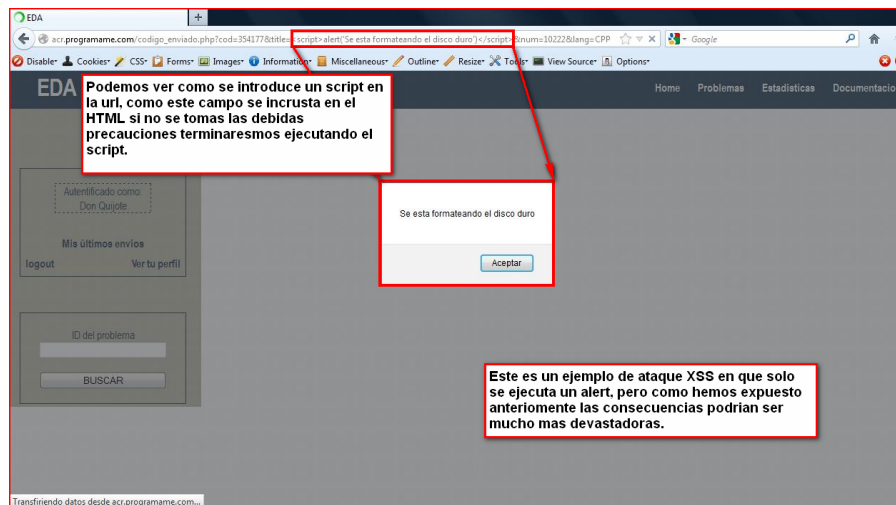 EDA
+
acr.programame.com/codigo_enviado.php?cod=354177&title=<script>alert('Se esta formateando el disco duro')</script>&num=10222&lang=CPP
Google
Disable Cookies CSS Forms Images Information Miscellaneous Outline Resize Tools View Source Options
EDA
Home Problemas Estadisticas Documentacio
Podemos ver como se introduce un script en
la url, como este campo se incrusta en el
HTML si no se tomas las debidas
precauciones terminaresmos ejecutando el
script.
Autentificado como:
Don Quijote
Mis últimos envios
logout Ver tu perfil
Se esta formateando el disco duro
Aceptar
ID del problema
BUSCAR
Este es un ejemplo de ataque XSS en que solo
se ejecuta un alert, pero como hemos expuesto
anteriomente las consecuencias podrian ser
mucho mas devastadoras.
Transfiriendo datos desde acr.programame.com...